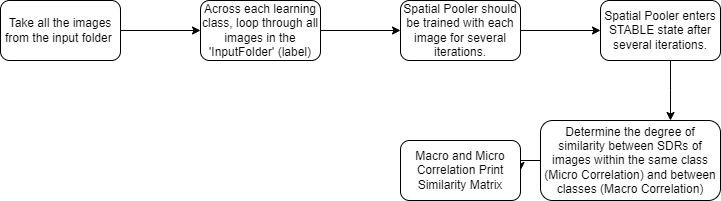 Take all the images
from the input folder
Across each learning
class, loop through all
images in the
'InputFolder' (label)
Spatial Pooler should
be trained with each
image for several
iterations.
Spatial Pooler enters
STABLE state after
several iterations.
Determine the degree of
similarity between SDRs of
images within the same class
(Micro Correlation) and between
classes (Macro Correlation)
Macro and Micro
Correlation Print
Similarity Matrix